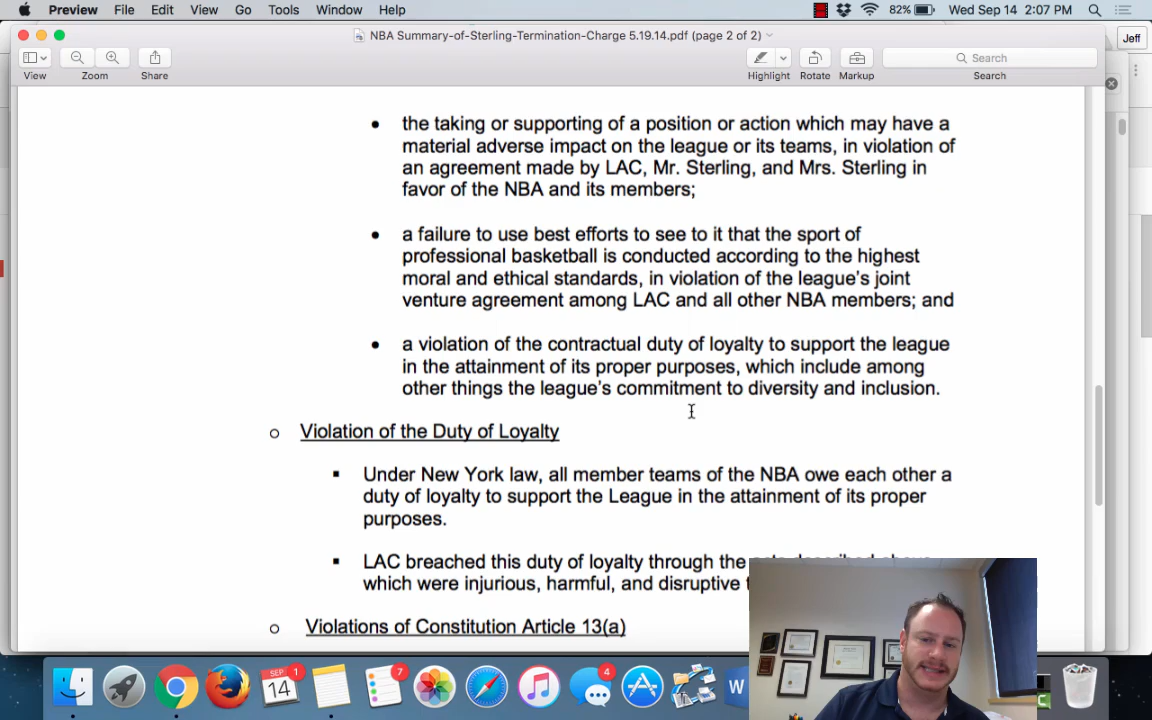 Preview File Edit View Go Tools Window Help 82% Wed Sep 14 2:07 PM
NBA Summary-of-Sterling-Termination-Charge 5.19.14.pdf (page 2 of 2)
Jeff
Search
View Zoom Share Highlight Rotate Markup Search
• the taking or supporting of a position or action which may have a
material adverse impact on the league or its teams, in violation of
an agreement made by LAC, Mr. Sterling, and Mrs. Sterling in
favor of the NBA and its members;
• a failure to use best efforts to see to it that the sport of
professional basketball is conducted according to the highest
moral and ethical standards, in violation of the league's joint
venture agreement among LAC and all other NBA members; and
• a violation of the contractual duty of loyalty to support the league
in the attainment of its proper purposes, which include among
other things the league's commitment to diversity and inclusion.
o Violation of the Duty of Loyalty
▪ Under New York law, all member teams of the NBA owe each other a
duty of loyalty to support the League in the attainment of its proper
purposes.
▪ LAC breached this duty of loyalty through the
which were injurious, harmful, and disruptive
o Violations of Constitution Article 13(a)
SEP 1
14
7
4
W